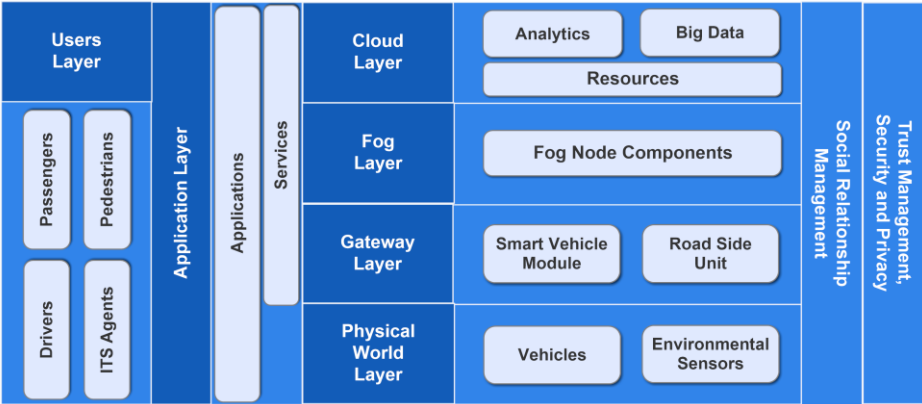 Users
Layer
Passengers
Pedestrians
Drivers
ITS Agents
Application Layer
Applications
Services
Cloud
Layer
Analytics
Big Data
Resources
Fog
Layer
Fog Node Components
Gateway
Layer
Smart Vehicle
Module
Road Side
Unit
Physical
World
Layer
Vehicles
Environmental
Sensors
Social Relationship
Management
Trust Management,
Security and Privacy